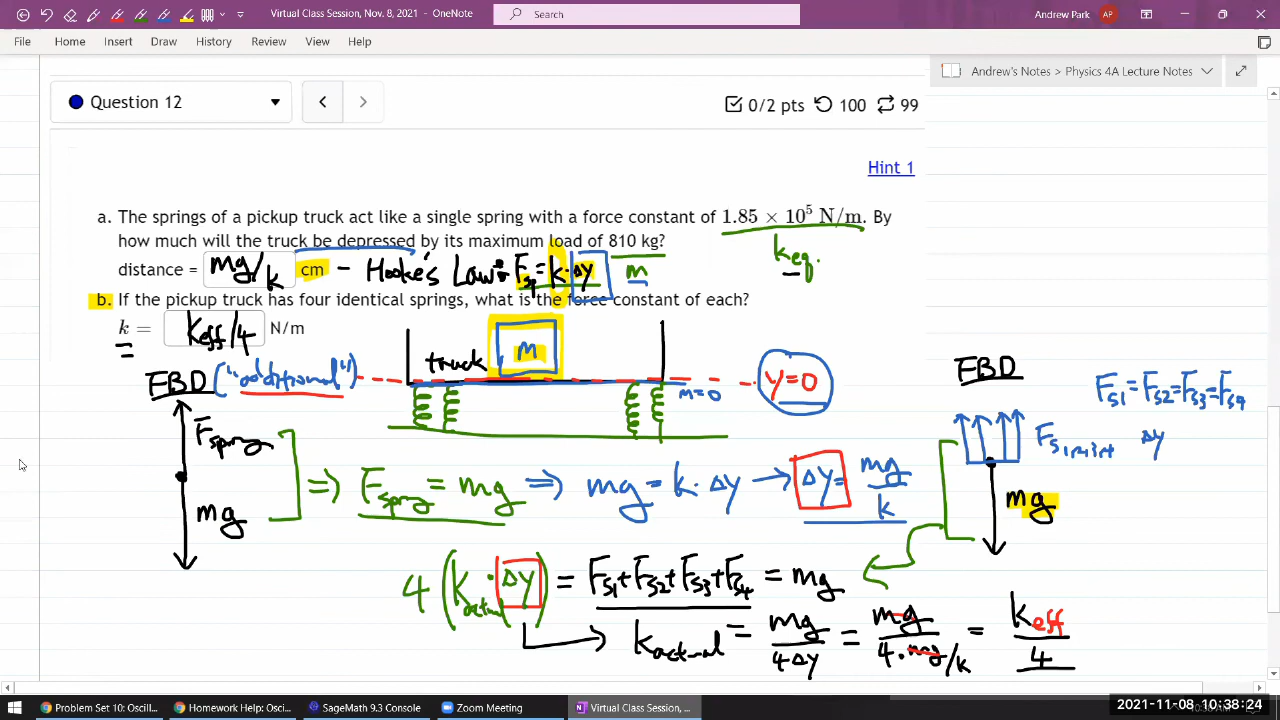 Virtual Class Session, Nov. 8, 2021 - OneNote
Search
Andrew Park
AP
File Home Insert Draw History Review View Help
Andrew's Notes > Physics 4A Lecture Notes
Question 12
0/2 pts 100 99
Hint 1
a. The springs of a pickup truck act like a single spring with a force constant of 1.85 × 10⁵ N/m. By
how much will the truck be depressed by its maximum load of 810 kg?
keq.
distance = mg/k cm - Hooke's Law: Fsp = k·Δy m
b. If the pickup truck has four identical springs, what is the force constant of each?
k = keff/4 N/m
truck M
FBD ("additional")
m=0
y=0
FBD
Fs1=Fs2=Fs3=Fs4
Fspring
Δy
mg
⇒ Fspring = mg ⇒ mg = k·Δy → Δy = mg/k
mg
4(kactual·Δy) = Fs1+Fs2+Fs3+Fs4 = mg
→ kactual = mg/4Δy = mg/4·mg/k = keff/4
Problem Set 10: Oscill...
Homework Help: Osci...
SageMath 9.3 Console
Zoom Meeting
Virtual Class Session, ...
2021-11-08 10:38:24